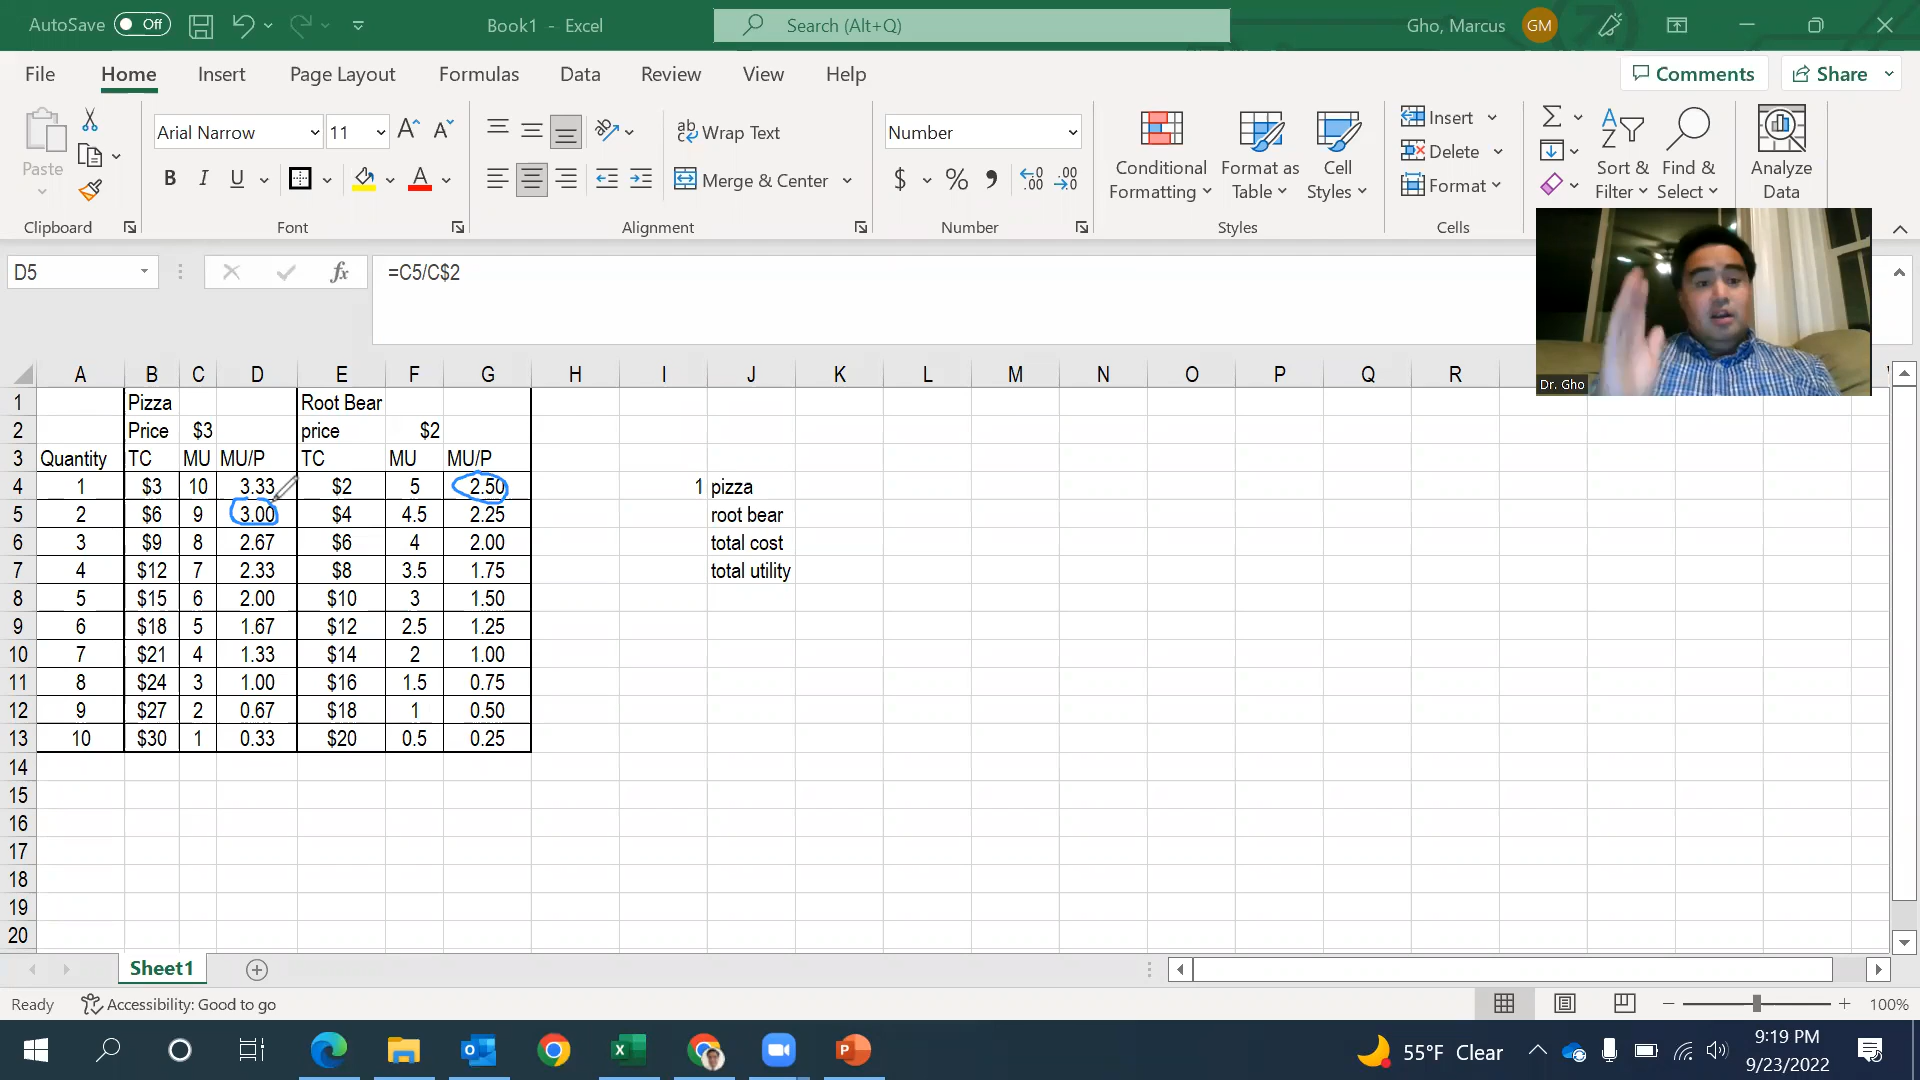 AutoSave Off Book1 - Excel Search (Alt+Q) Gho, Marcus GM
File Home Insert Page Layout Formulas Data Review View Help Comments Share
Paste
Clipboard
Arial Narrow 11
B I U
Font
Wrap Text
Merge & Center
Alignment
Number
$ % 9 .00 .00
Number
Conditional Formatting
Format as Table
Cell Styles
Styles
Insert
Delete
Format
Cells
Sort & Filter
Find & Select
Analyze Data
D5 fx =C5/C$2
Dr. Gho
A B C D E F G H I J K L M N O P Q R
1 Pizza Root Bear
2 Price $3 price $2
3 Quantity TC MU MU/P TC MU MU/P
4 1 $3 10 3.33 $2 5 2.50 1 pizza
5 2 $6 9 3.00 $4 4.5 2.25 root bear
6 3 $9 8 2.67 $6 4 2.00 total cost
7 4 $12 7 2.33 $8 3.5 1.75 total utility
8 5 $15 6 2.00 $10 3 1.50
9 6 $18 5 1.67 $12 2.5 1.25
10 7 $21 4 1.33 $14 2 1.00
11 8 $24 3 1.00 $16 1.5 0.75
12 9 $27 2 0.67 $18 1 0.50
13 10 $30 1 0.33 $20 0.5 0.25
14
15
16
17
18
19
20
Sheet1
Ready Accessibility: Good to go 100%
55°F Clear
9:19 PM
9/23/2022